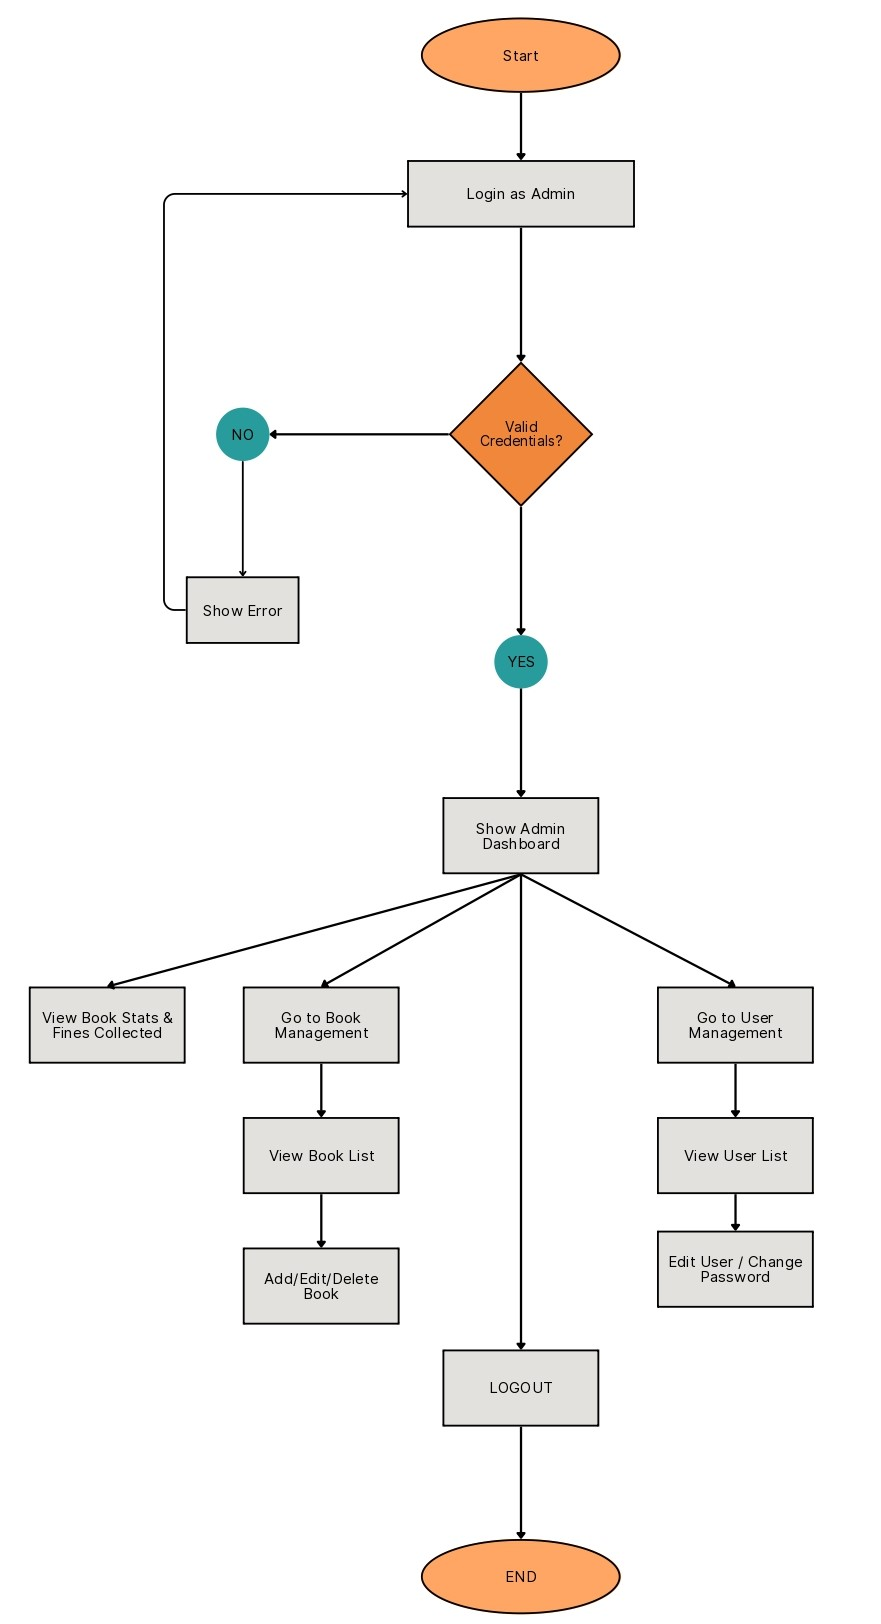 Start
Login as Admin
Valid
Credentials?
NO
Show Error
YES
Show Admin
Dashboard
View Book Stats &
Fines Collected
Go to Book
Management
Go to User
Management
View Book List
View User List
Add/Edit/Delete
Book
Edit User / Change
Password
LOGOUT
END